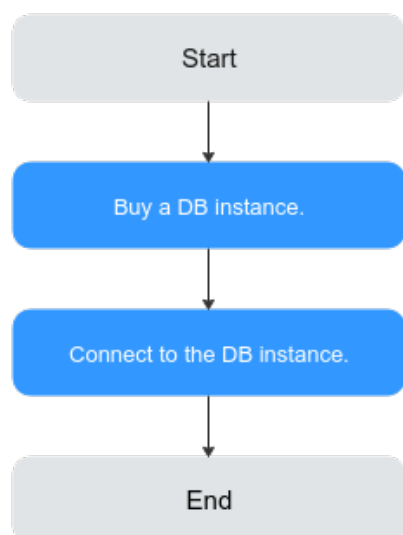 Start
Buy a DB instance.
Connect to the DB instance.
End